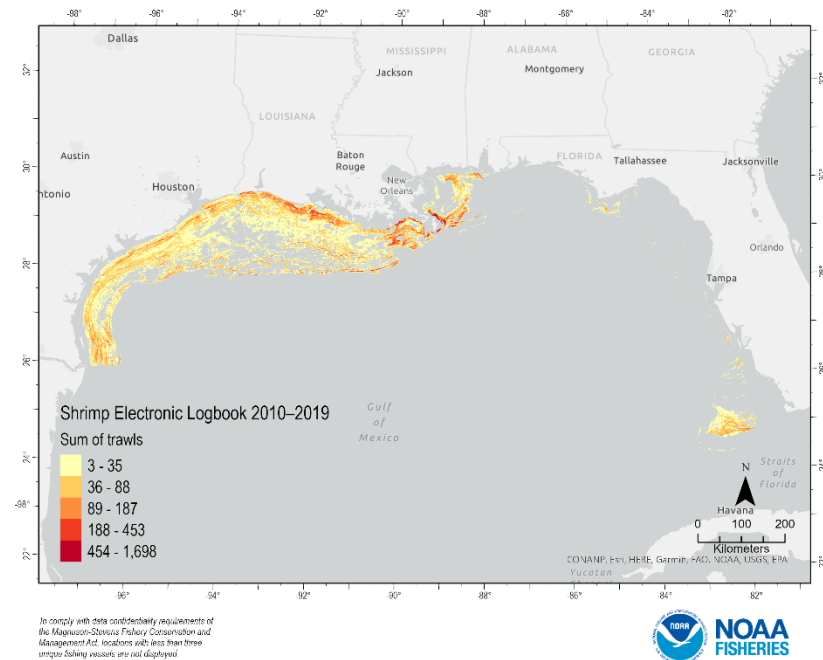 -98°
-96°
-94°
-92°
-90°
-88°
-86°
-84°
-82°
Dallas
MISSISSIPPI
ALABAMA
GEORGIA
32°
Jackson
Montgomery
LOUISIANA
30°
Austin
Baton
Rouge
FLORIDA
Tallahassee
Jacksonville
Houston
New
Orleans
ntonio
28°
Orlando
Tampa
26°
26°
Shrimp Electronic Logbook 2010–2019
Sum of trawls
3 - 35
36 - 88
89 - 187
188 - 453
454 - 1,698
Gulf
of
Mexico
24°
24°
N
Straits
of
Florida
-98°
Havana
0 100 200
Kilometers
22°
CONANP, Esri, HERE, Garmin, FAO, NOAA, USGS, EPA
Yucatan
-96°
-94°
-92°
-90°
-88°
-86°
-84°
-82°
To comply with data confidentiality requirements of
the Magnuson-Stevens Fishery Conservation and
Management Act, locations with less than three
unique fishing vessels are not displayed.
NOAA
NOAA
FISHERIES